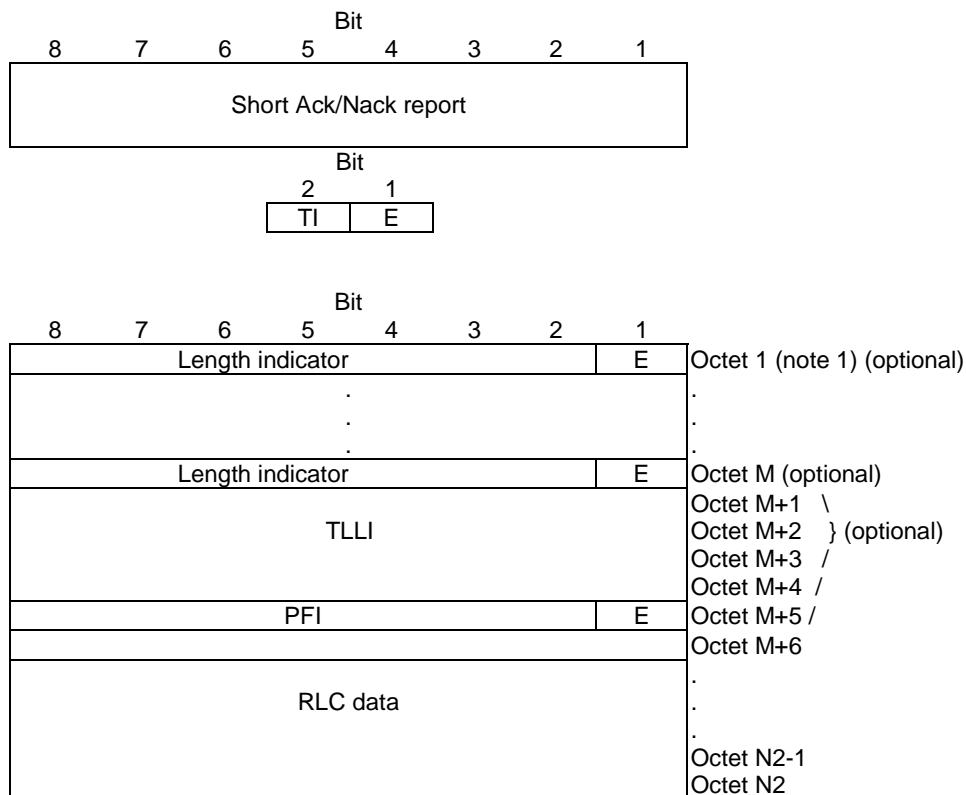 Bit
8 7 6 5 4 3 2 1
Short Ack/Nack report
Bit
2 1
TI E
Bit
8 7 6 5 4 3 2 1
Length indicator E Octet 1 (note 1) (optional)
. .
. .
. .
Length indicator E Octet M (optional)
Octet M+1 \
TLLI Octet M+2 } (optional)
Octet M+3 /
Octet M+4 /
PFI E Octet M+5 /
Octet M+6
.
RLC data .
.
Octet N2-1
Octet N2